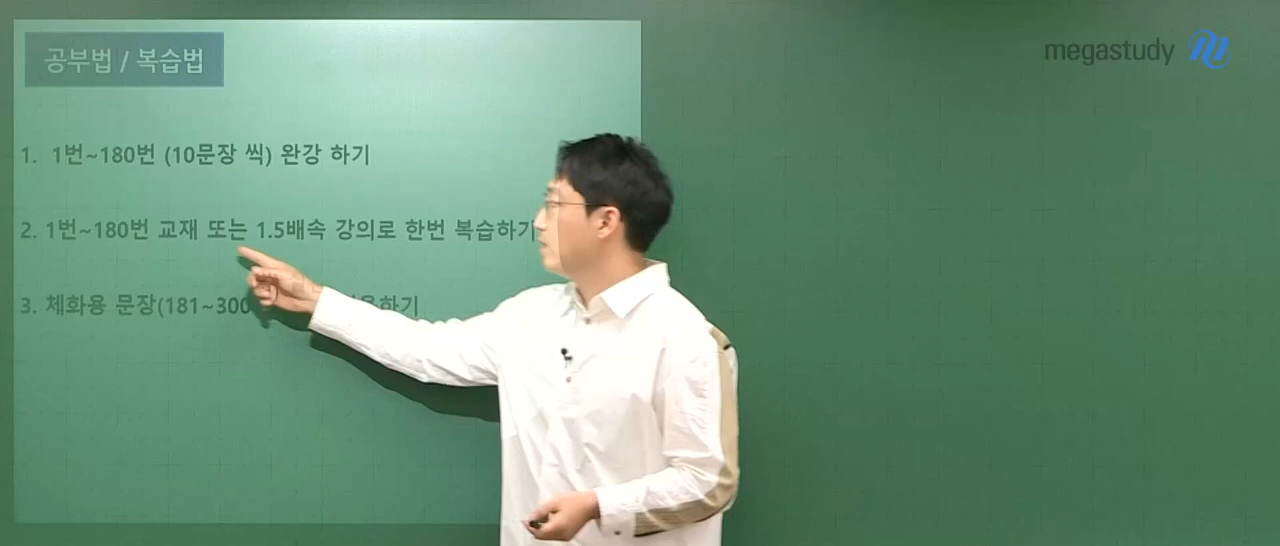 공부법 / 복습법
megastudy
1. 1번~180번 (10문장 씩) 완강 하기
2. 1번~180번 교재 또는 1.5배속 강의로 한번 복습하기
3. 체화용 문장(181~300 하기